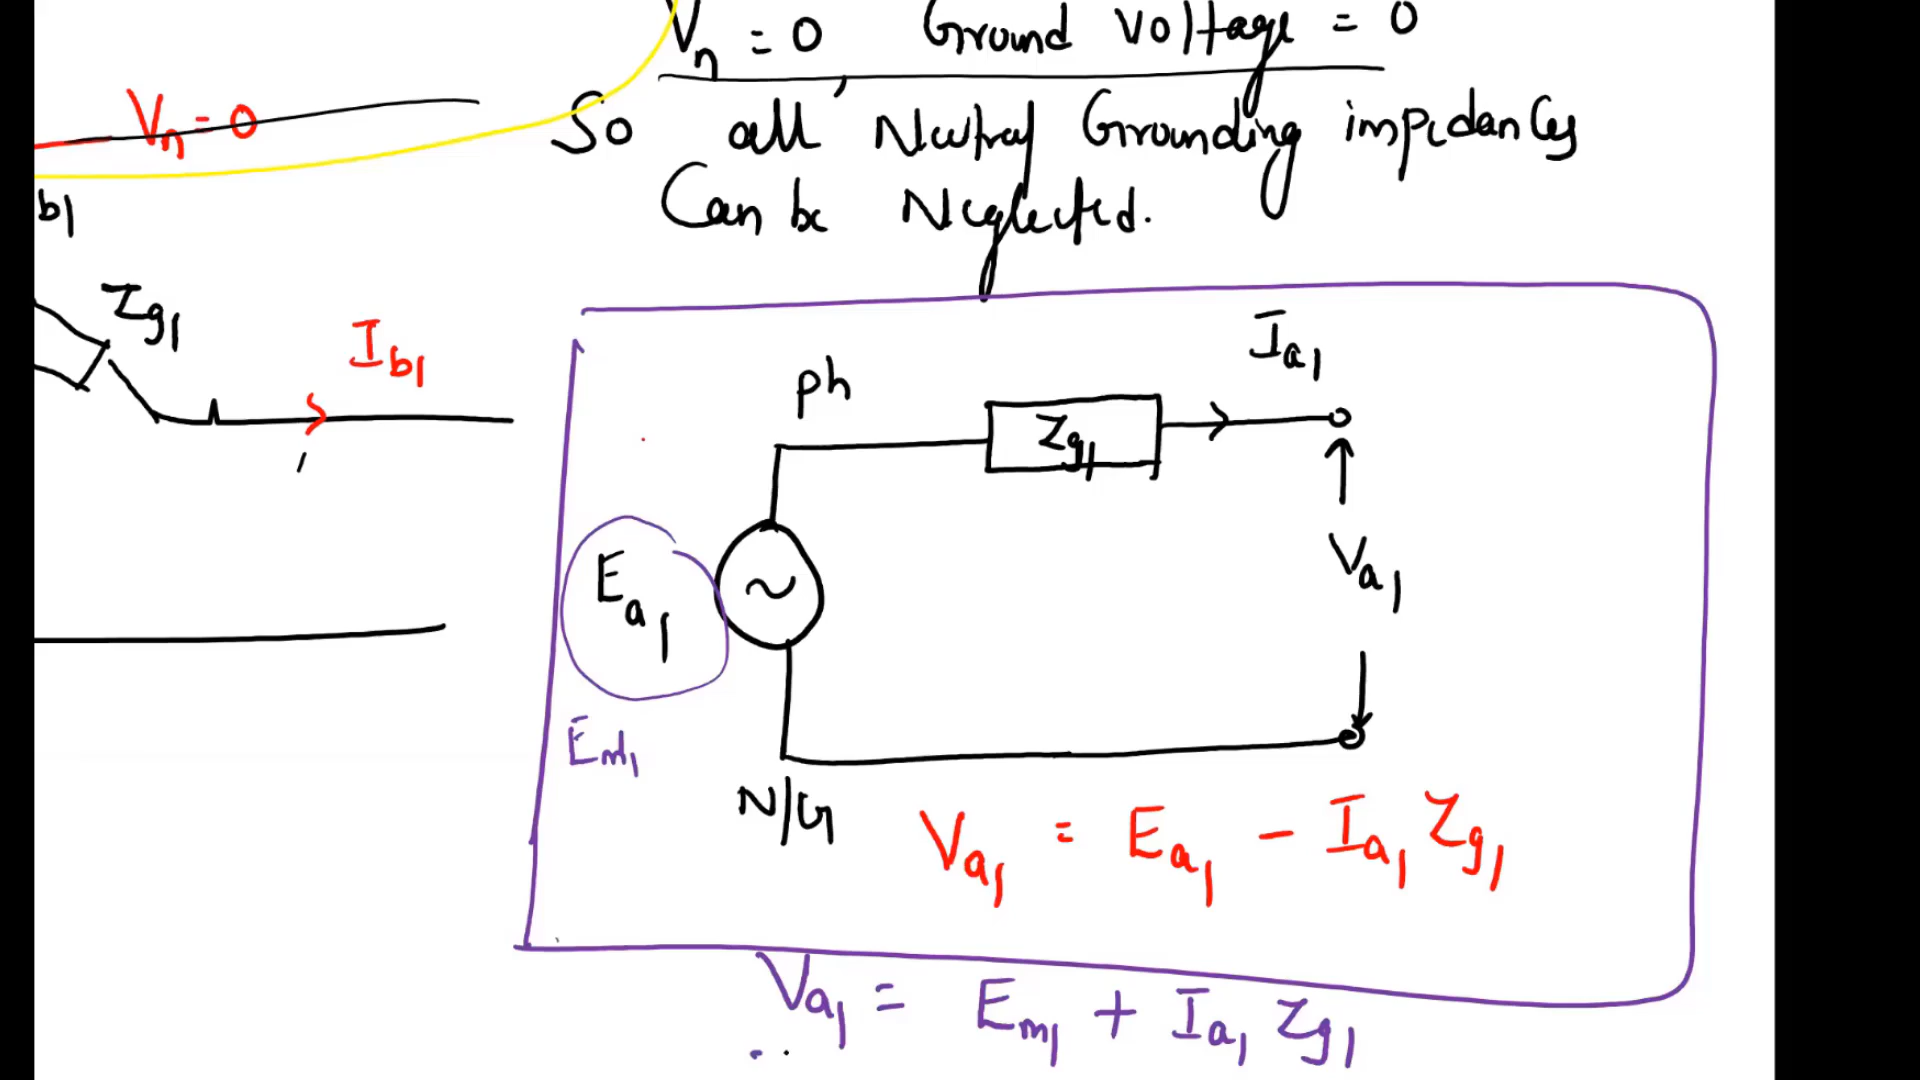 Vn = 0, Ground Voltage = 0
So all Neutral Grounding impedances
Can be Neglected.
Vn = 0
b1
Zg1
Ib1
ph
Zg1
Ia1
Ea1
Va1
Em1
N/G
Va1 = Ea1 - Ia1 Zg1
Va1 = Em1 + Ia1 Zg1